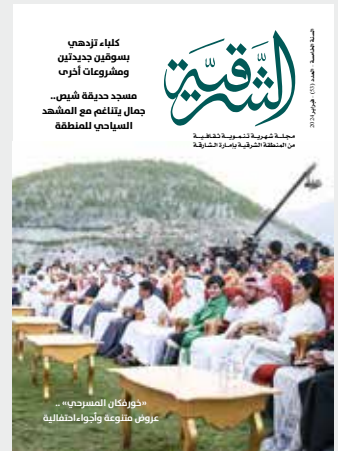 السنة الخامسة - العدد (53) - فبراير 2024
الشرقية
مجلة شهرية تنموية ثقافية
من المنطقة الشرقية بإمارة الشارقة
كلباء تزدهي
بسوقين جديدتين
ومشروعات أخرى
مسجد حديقة شيص..
جمال يتناغم مع المشهد
السياحي للمنطقة
«خورفكان المسرحي» ..
عروض متنوعة وأجواء احتفالية